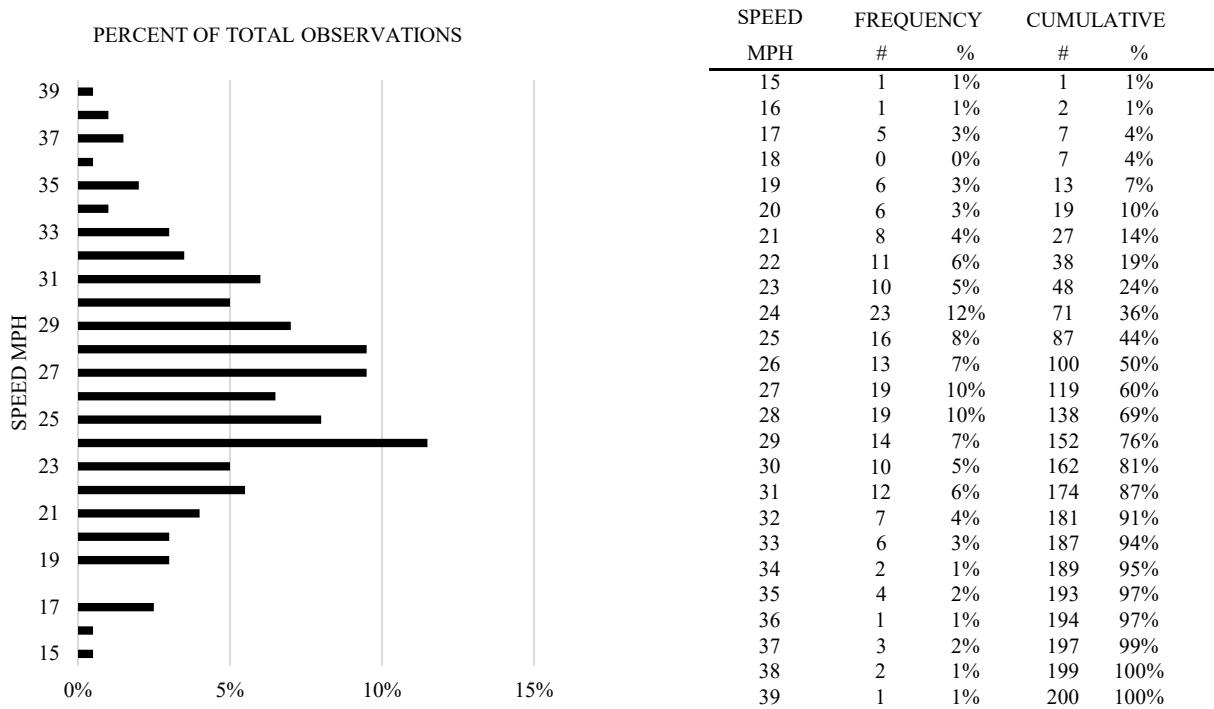 PERCENT OF TOTAL OBSERVATIONS
SPEED MPH
39
37
35
33
31
29
27
25
23
21
19
17
15
0% 5% 10% 15%
SPEED FREQUENCY CUMULATIVE
MPH # % # %
15 1 1% 1 1%
16 1 1% 2 1%
17 5 3% 7 4%
18 0 0% 7 4%
19 6 3% 13 7%
20 6 3% 19 10%
21 8 4% 27 14%
22 11 6% 38 19%
23 10 5% 48 24%
24 23 12% 71 36%
25 16 8% 87 44%
26 13 7% 100 50%
27 19 10% 119 60%
28 19 10% 138 69%
29 14 7% 152 76%
30 10 5% 162 81%
31 12 6% 174 87%
32 7 4% 181 91%
33 6 3% 187 94%
34 2 1% 189 95%
35 4 2% 193 97%
36 1 1% 194 97%
37 3 2% 197 99%
38 2 1% 199 100%
39 1 1% 200 100%